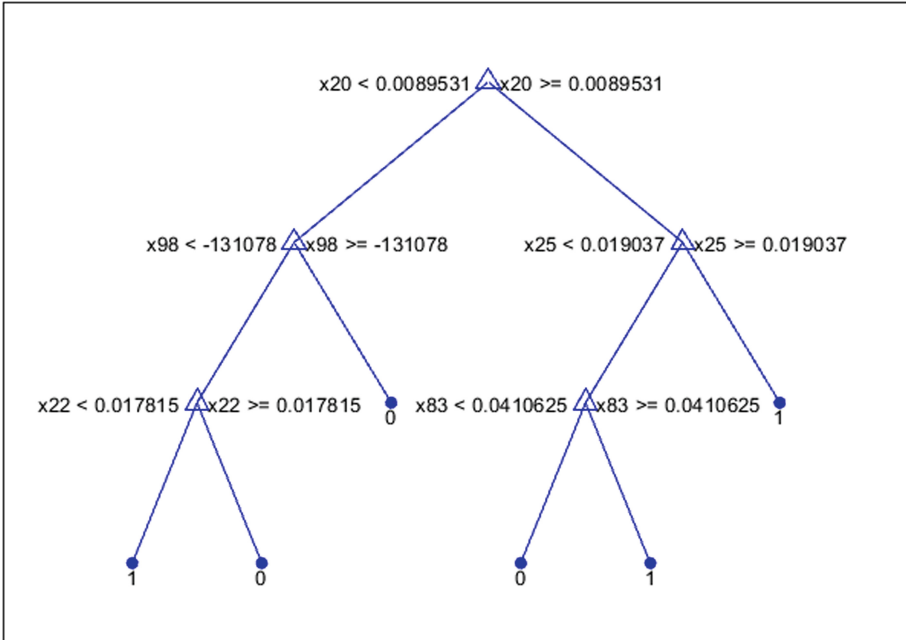 x20 < 0.0089531 x20 >= 0.0089531
x98 < -131078 x98 >= -131078 x25 < 0.019037 x25 >= 0.019037
x22 < 0.017815 x22 >= 0.017815 0 x83 < 0.0410625 x83 >= 0.0410625 1
1 0 0 1